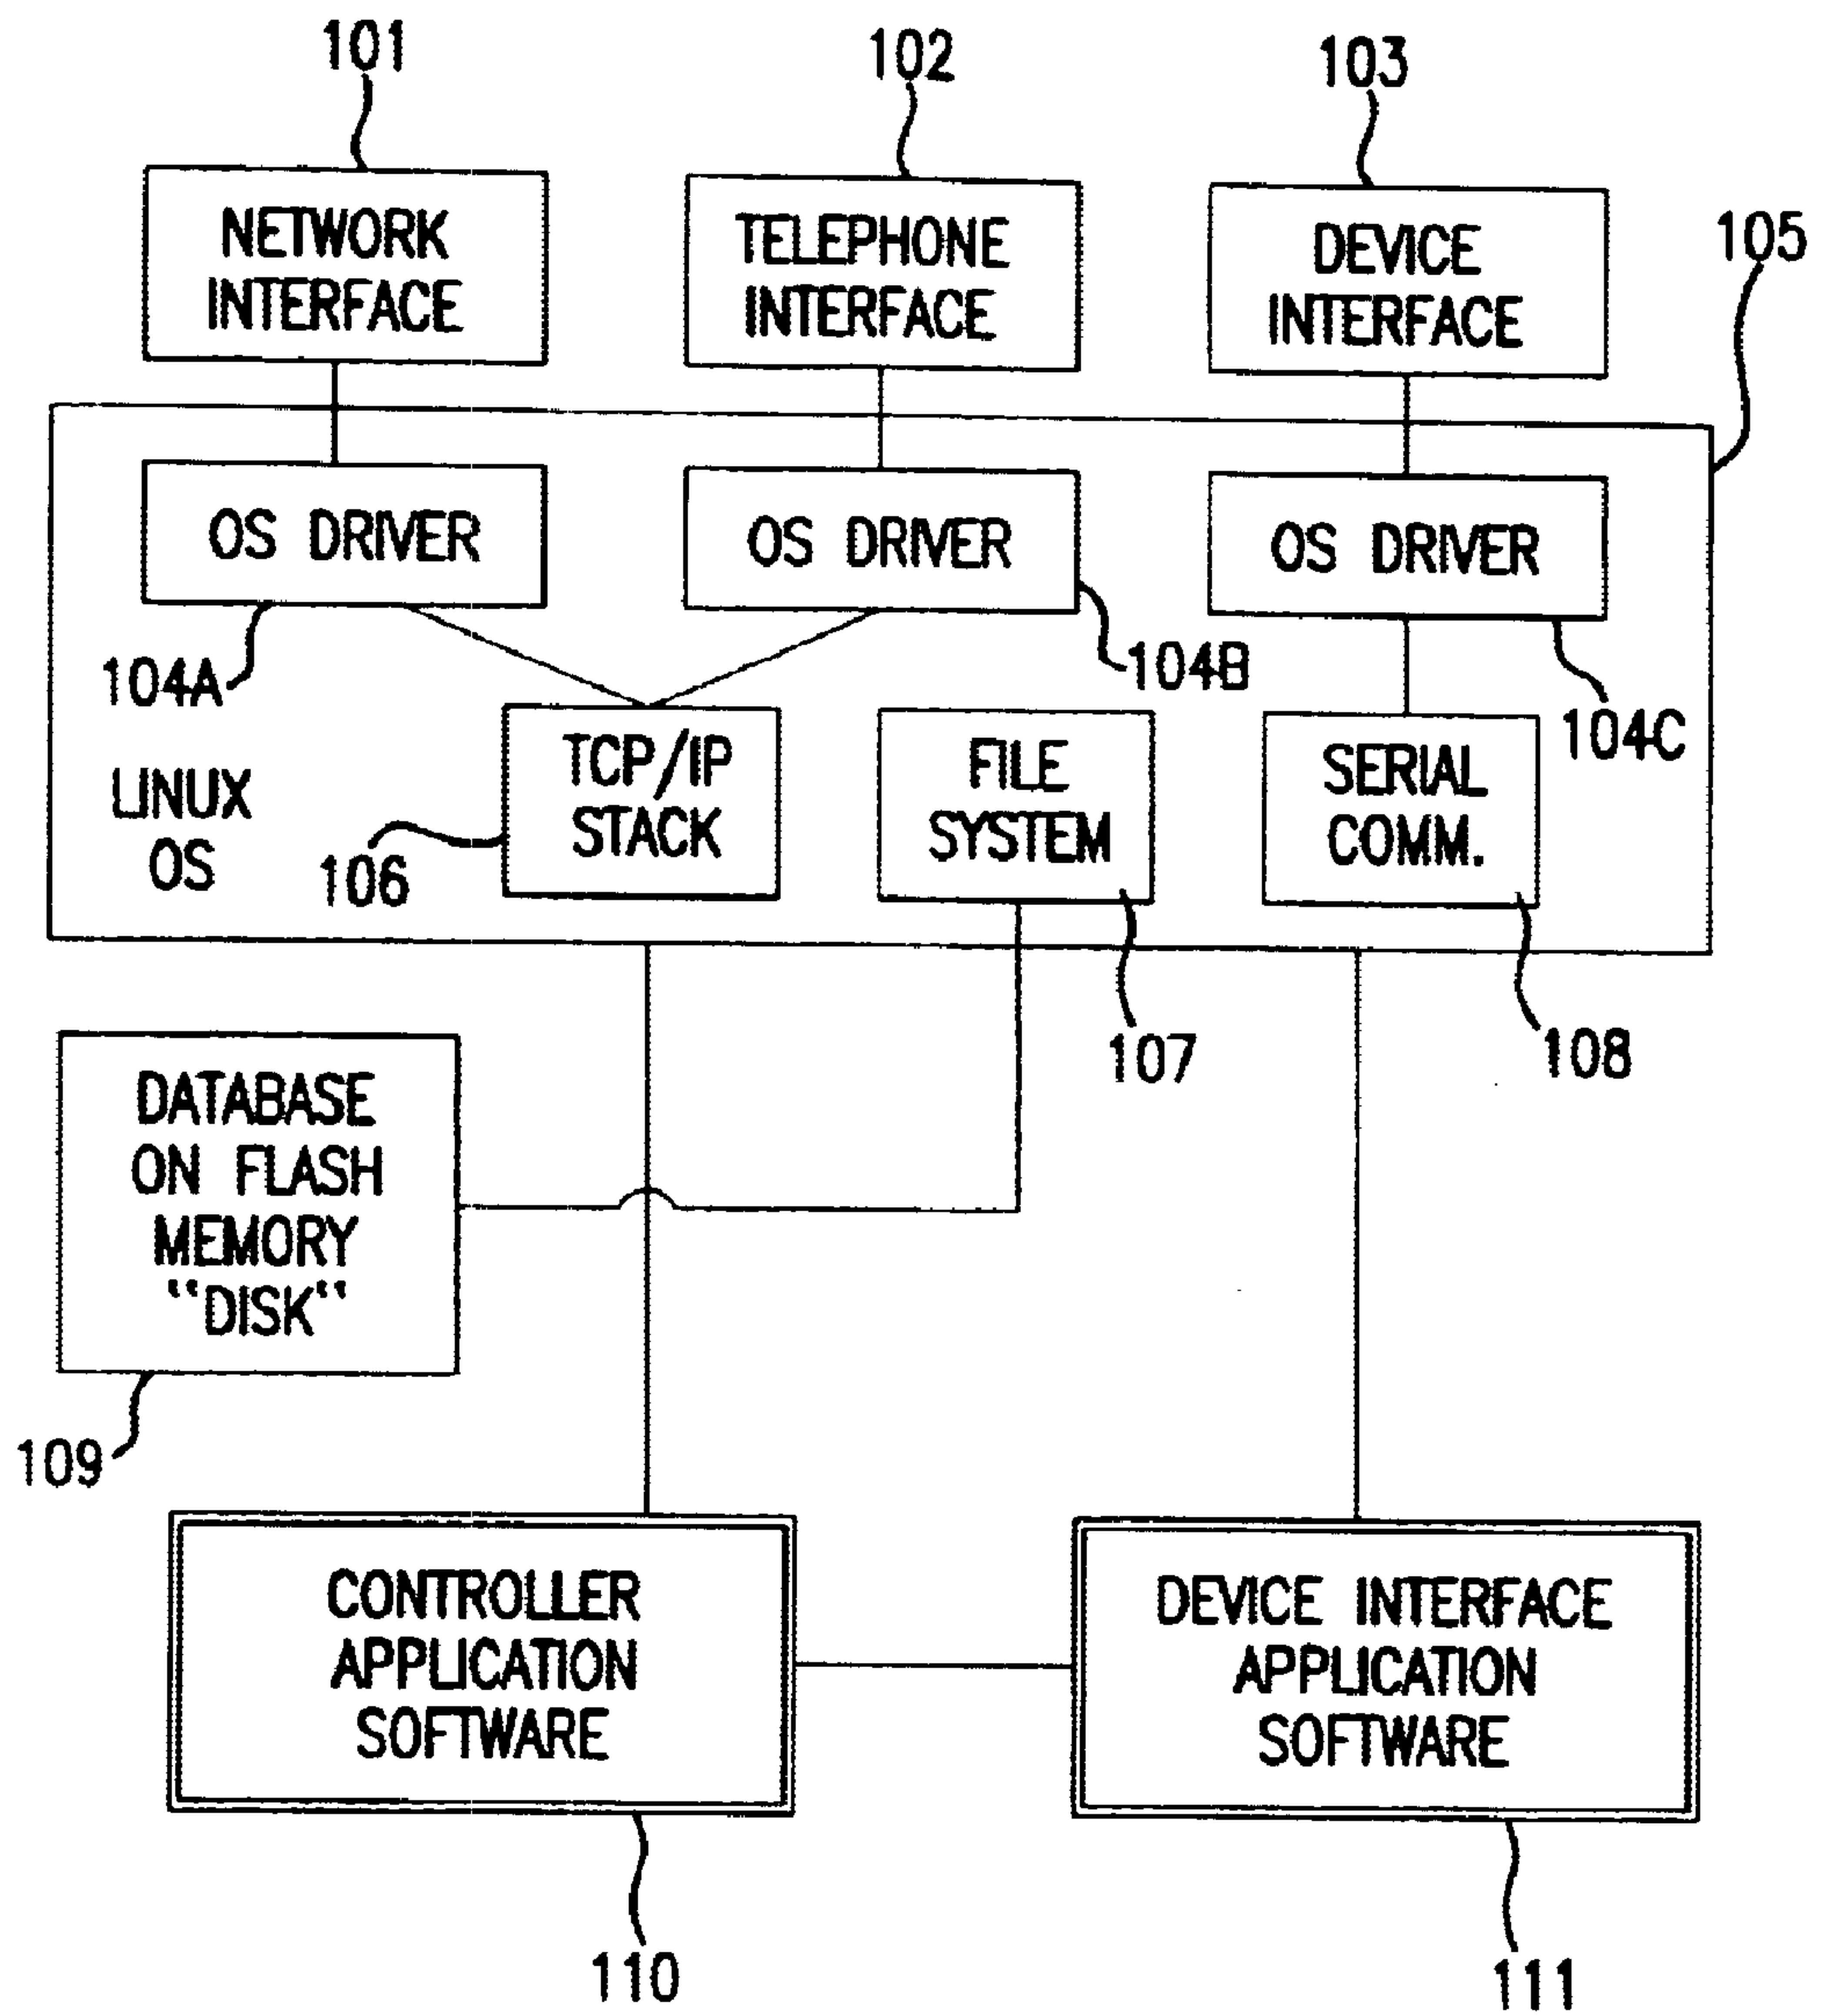 101
102
103
NETWORK
INTERFACE
TELEPHONE
INTERFACE
DEVICE
INTERFACE
105
OS DRIVER
OS DRIVER
OS DRIVER
104A
104B
104C
LINUX
OS
TCP/IP
STACK
106
FILE
SYSTEM
SERIAL
COMM.
107
108
DATABASE
ON FLASH
MEMORY
"DISK"
109
CONTROLLER
APPLICATION
SOFTWARE
DEVICE INTERFACE
APPLICATION
SOFTWARE
110
111